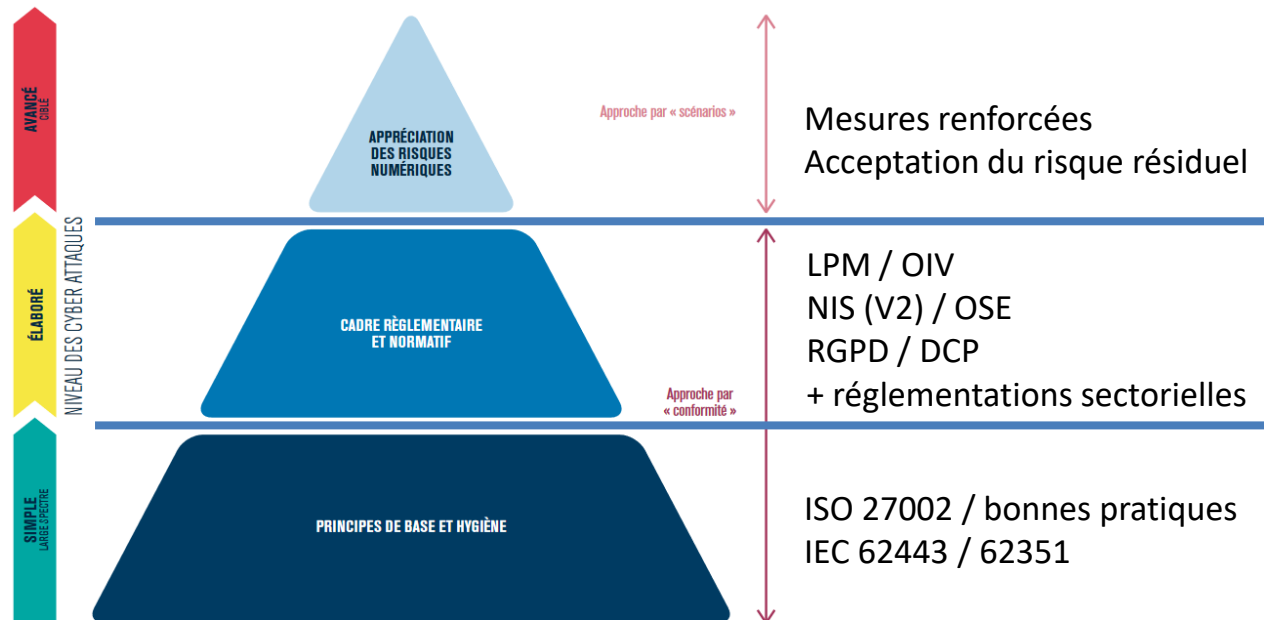 AVANCÉ
CIBLÉ
ÉLABORÉ
SIMPLE
LARGE SPECTRE
NIVEAU DES CYBER ATTAQUES
APPRÉCIATION
DES RISQUES
NUMÉRIQUES
Approche par « scénarios »
Mesures renforcées
Acceptation du risque résiduel
CADRE RÈGLEMENTAIRE
ET NORMATIF
Approche par
« conformité »
LPM / OIV
NIS (V2) / OSE
RGPD / DCP
+ réglementations sectorielles
PRINCIPES DE BASE ET HYGIÈNE
ISO 27002 / bonnes pratiques
IEC 62443 / 62351